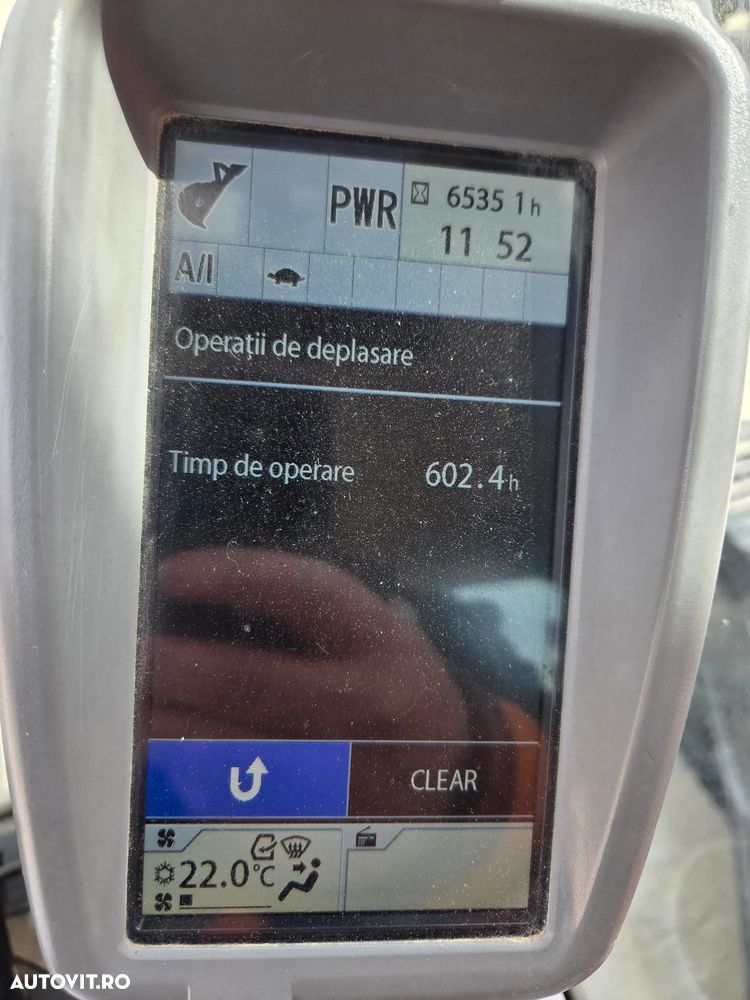 PWR
6535 1h
11 52
A/I
Operații de deplasare
Timp de operare 602.4h
CLEAR
22.0°C
AUTOVIT.RO